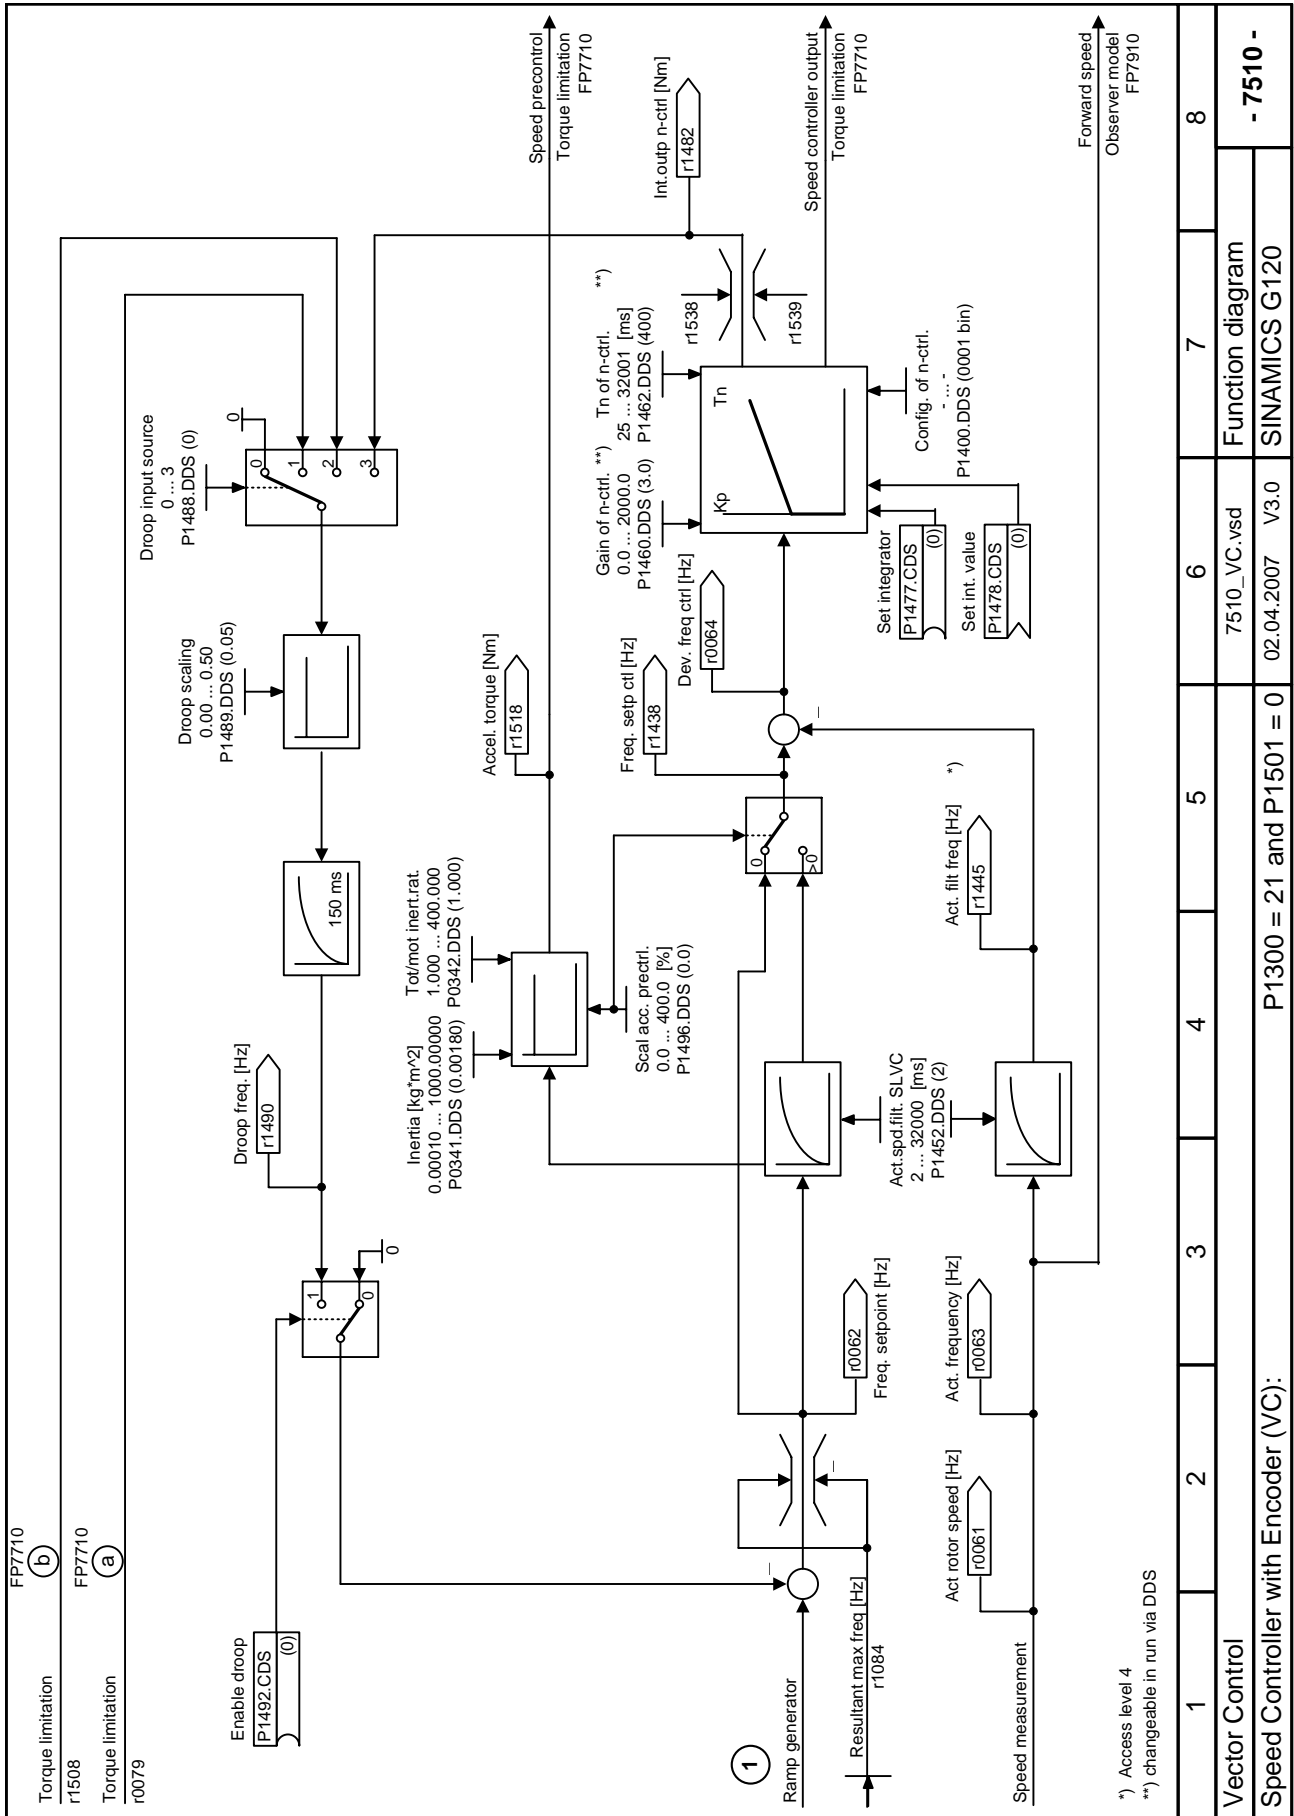 FP7710
b
Torque limitation
r1508
FP7710
a
Torque limitation
r0079
Enable droop
P1492.CDS
(0)
1
0
0
Droop freq. [Hz]
r1490
150 ms
Droop scaling
0.00 ... 0.50
P1489.DDS (0.05)
Droop input source
0 ... 3
P1488.DDS (0)
0
0
1
2
3
Speed precontrol
Torque limitation
FP7710
Inertia [kg*m^2]
0.00010 ... 1000.00000
P0341.DDS (0.00180)
Tot/mot inert.rat.
1.000 ... 400.000
P0342.DDS (1.000)
Accel. torque [Nm]
r1518
Scal acc. prectrl.
0.0 ... 400.0 [%]
P1496.DDS (0.0)
Freq. setp ctl [Hz]
r1438
Dev. freq ctrl [Hz]
r0064
Gain of n-ctrl. **)
0.0 ... 2000.0
P1460.DDS (3.0)
Tn of n-ctrl. **)
25 ... 32001 [ms]
P1462.DDS (400)
Kp
Tn
r1538
r1539
Int.outp n-ctrl [Nm]
r1482
Speed controller output
Torque limitation
FP7710
Set integrator
P1477.CDS
(0)
Set int. value
P1478.CDS
(0)
Config. of n-ctrl.
- ... -
P1400.DDS (0001 bin)
1
Ramp generator
–
Resultant max freq [Hz]
r1084
–
r0062
Freq. setpoint [Hz]
0
>0
–
Act.spd.filt. SLVC
2 ... 32000 [ms]
P1452.DDS (2)
Act. filt freq [Hz] *)
r1445
Speed measurement
Act rotor speed [Hz]
r0061
Act. frequency [Hz]
r0063
Forward speed
Observer model
FP7910
*) Access level 4
**) changeable in run via DDS
1 2 3 4 5 6 7 8
Vector Control
7510_VC.vsd
Function diagram
- 7510 -
Speed Controller with Encoder (VC):
P1300 = 21 and P1501 = 0
02.04.2007 V3.0
SINAMICS G120